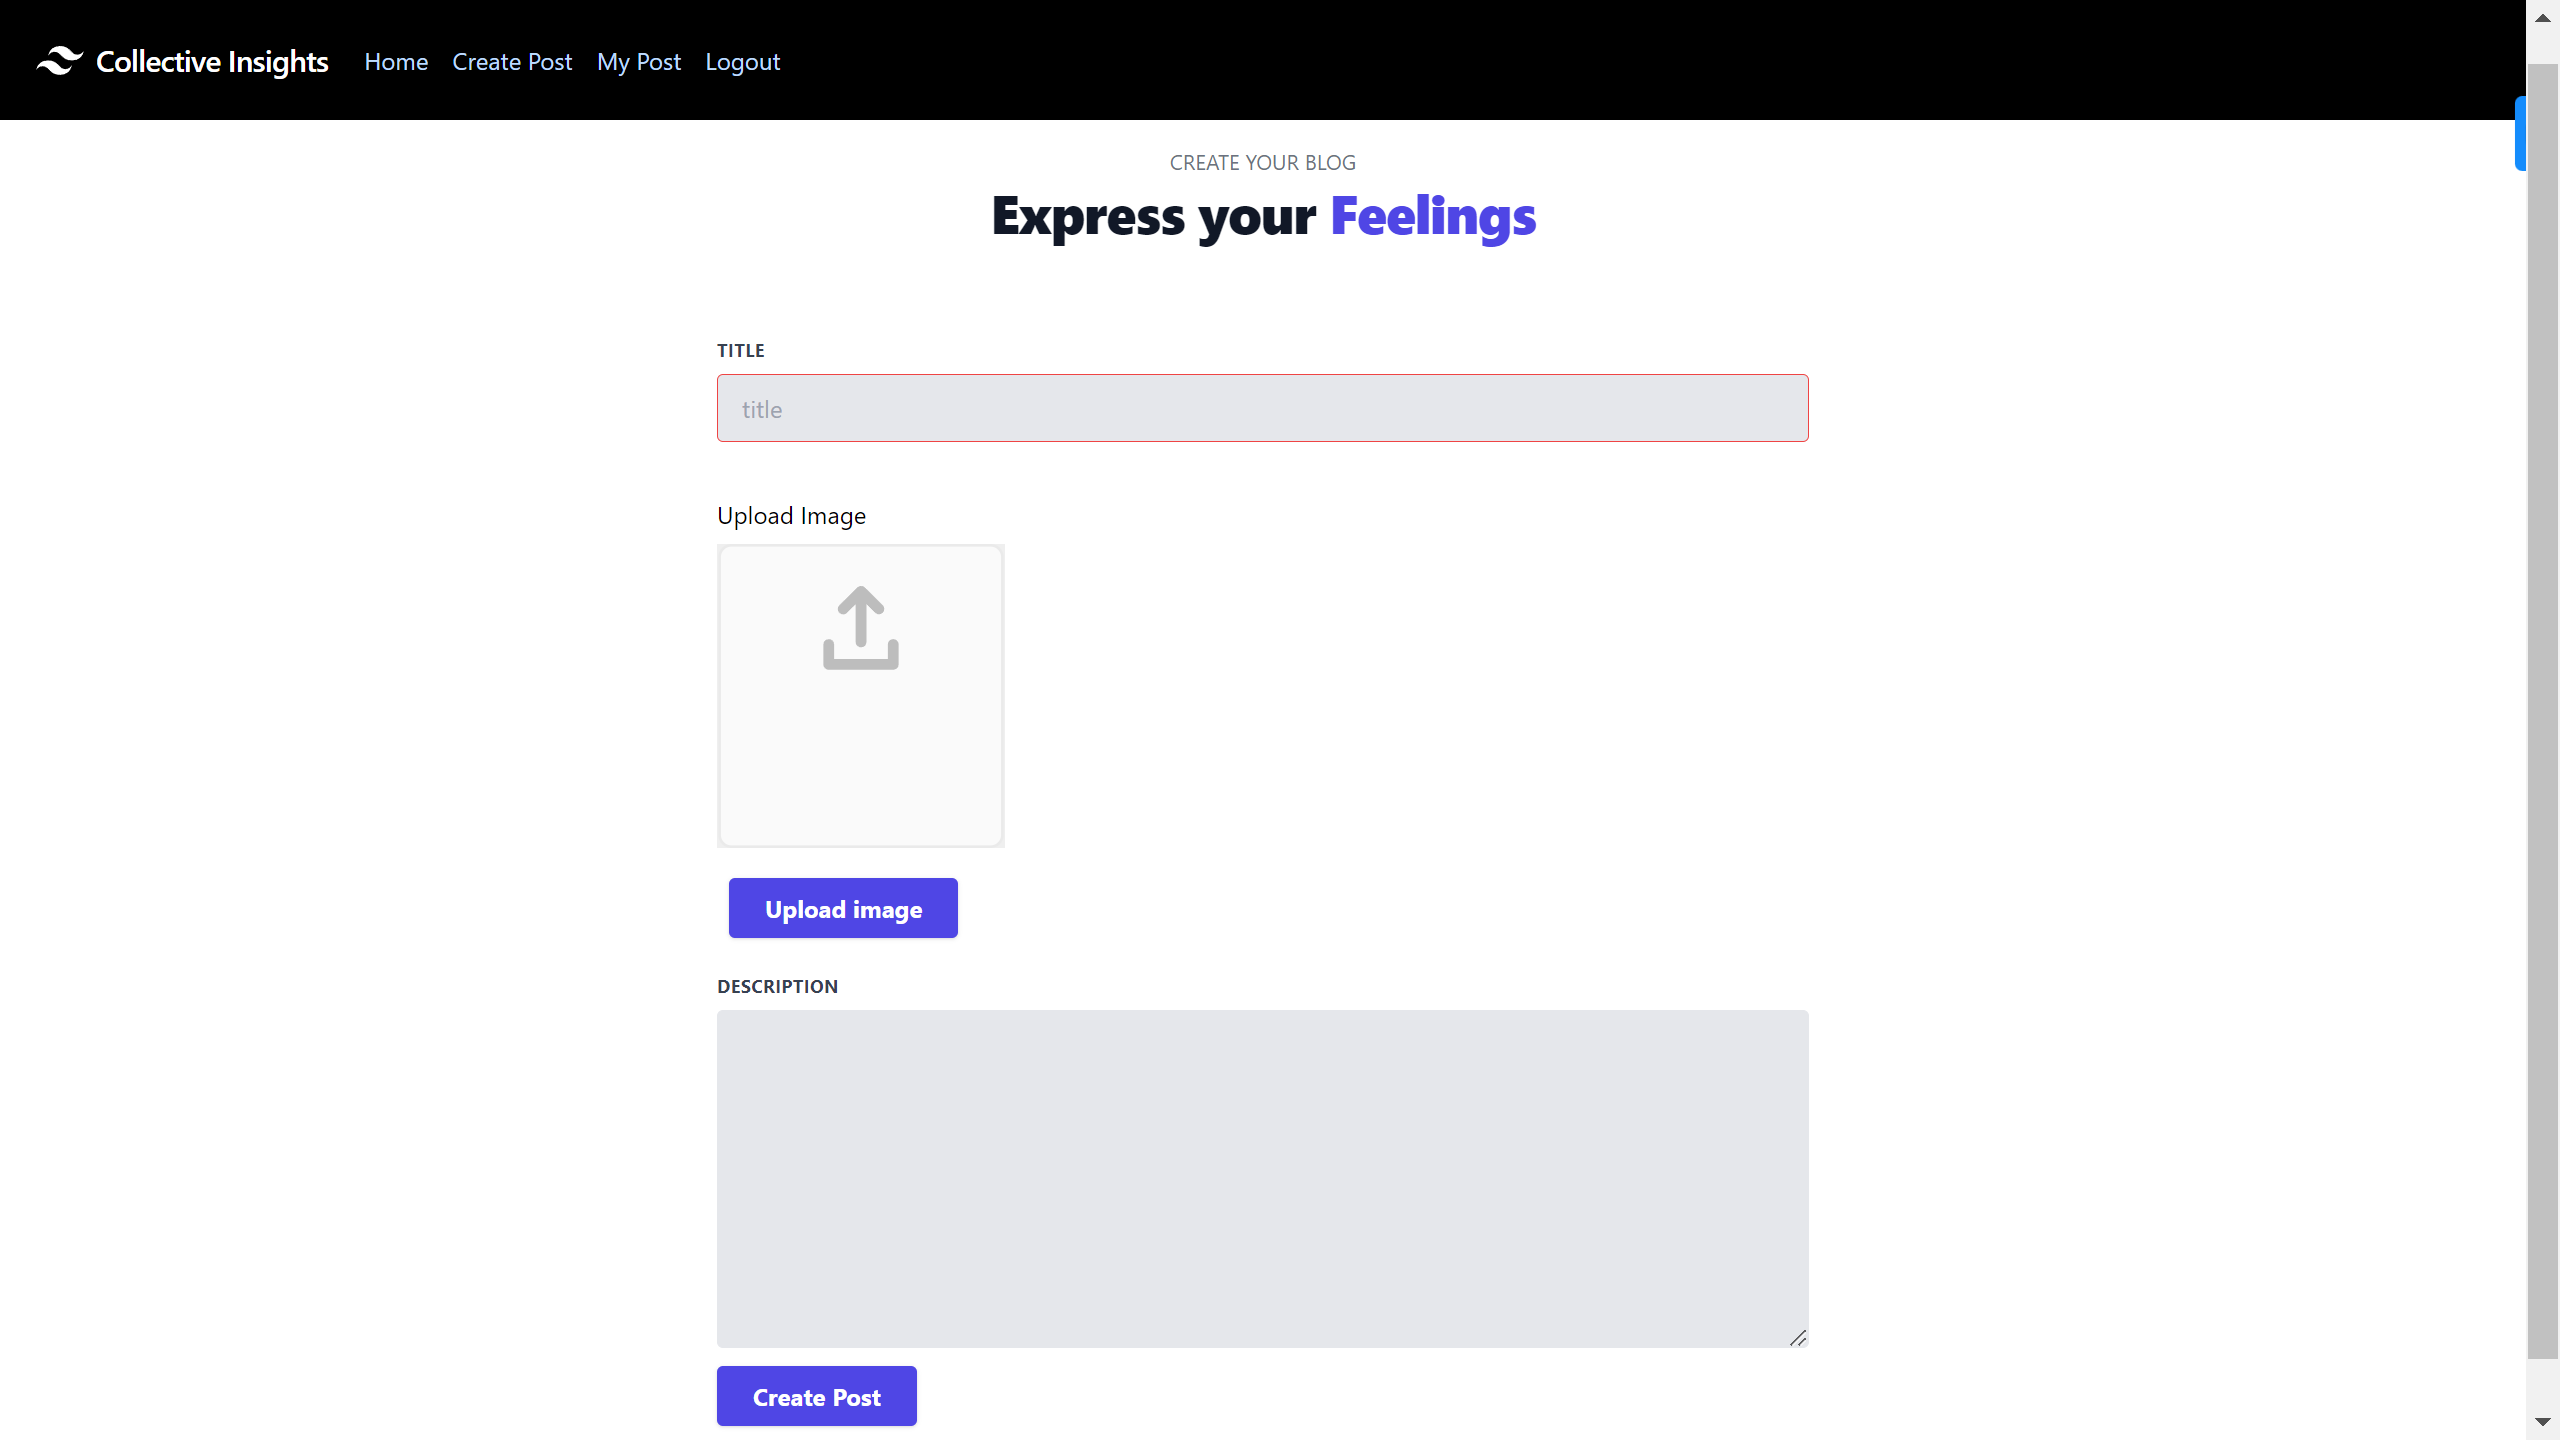 Collective Insights Home Create Post My Post Logout
CREATE YOUR BLOG
Express your Feelings
TITLE
title
Upload Image
Upload image
DESCRIPTION
Create Post